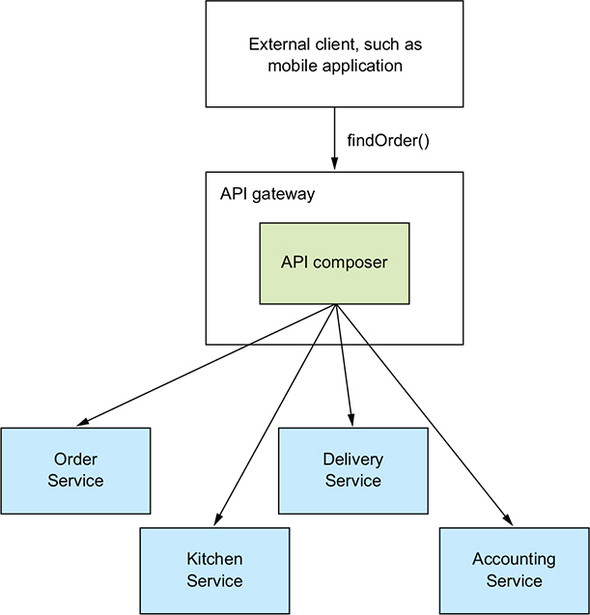 External client, such as
mobile application
findOrder()
API gateway
API composer
Order
Service
Delivery
Service
Kitchen
Service
Accounting
Service